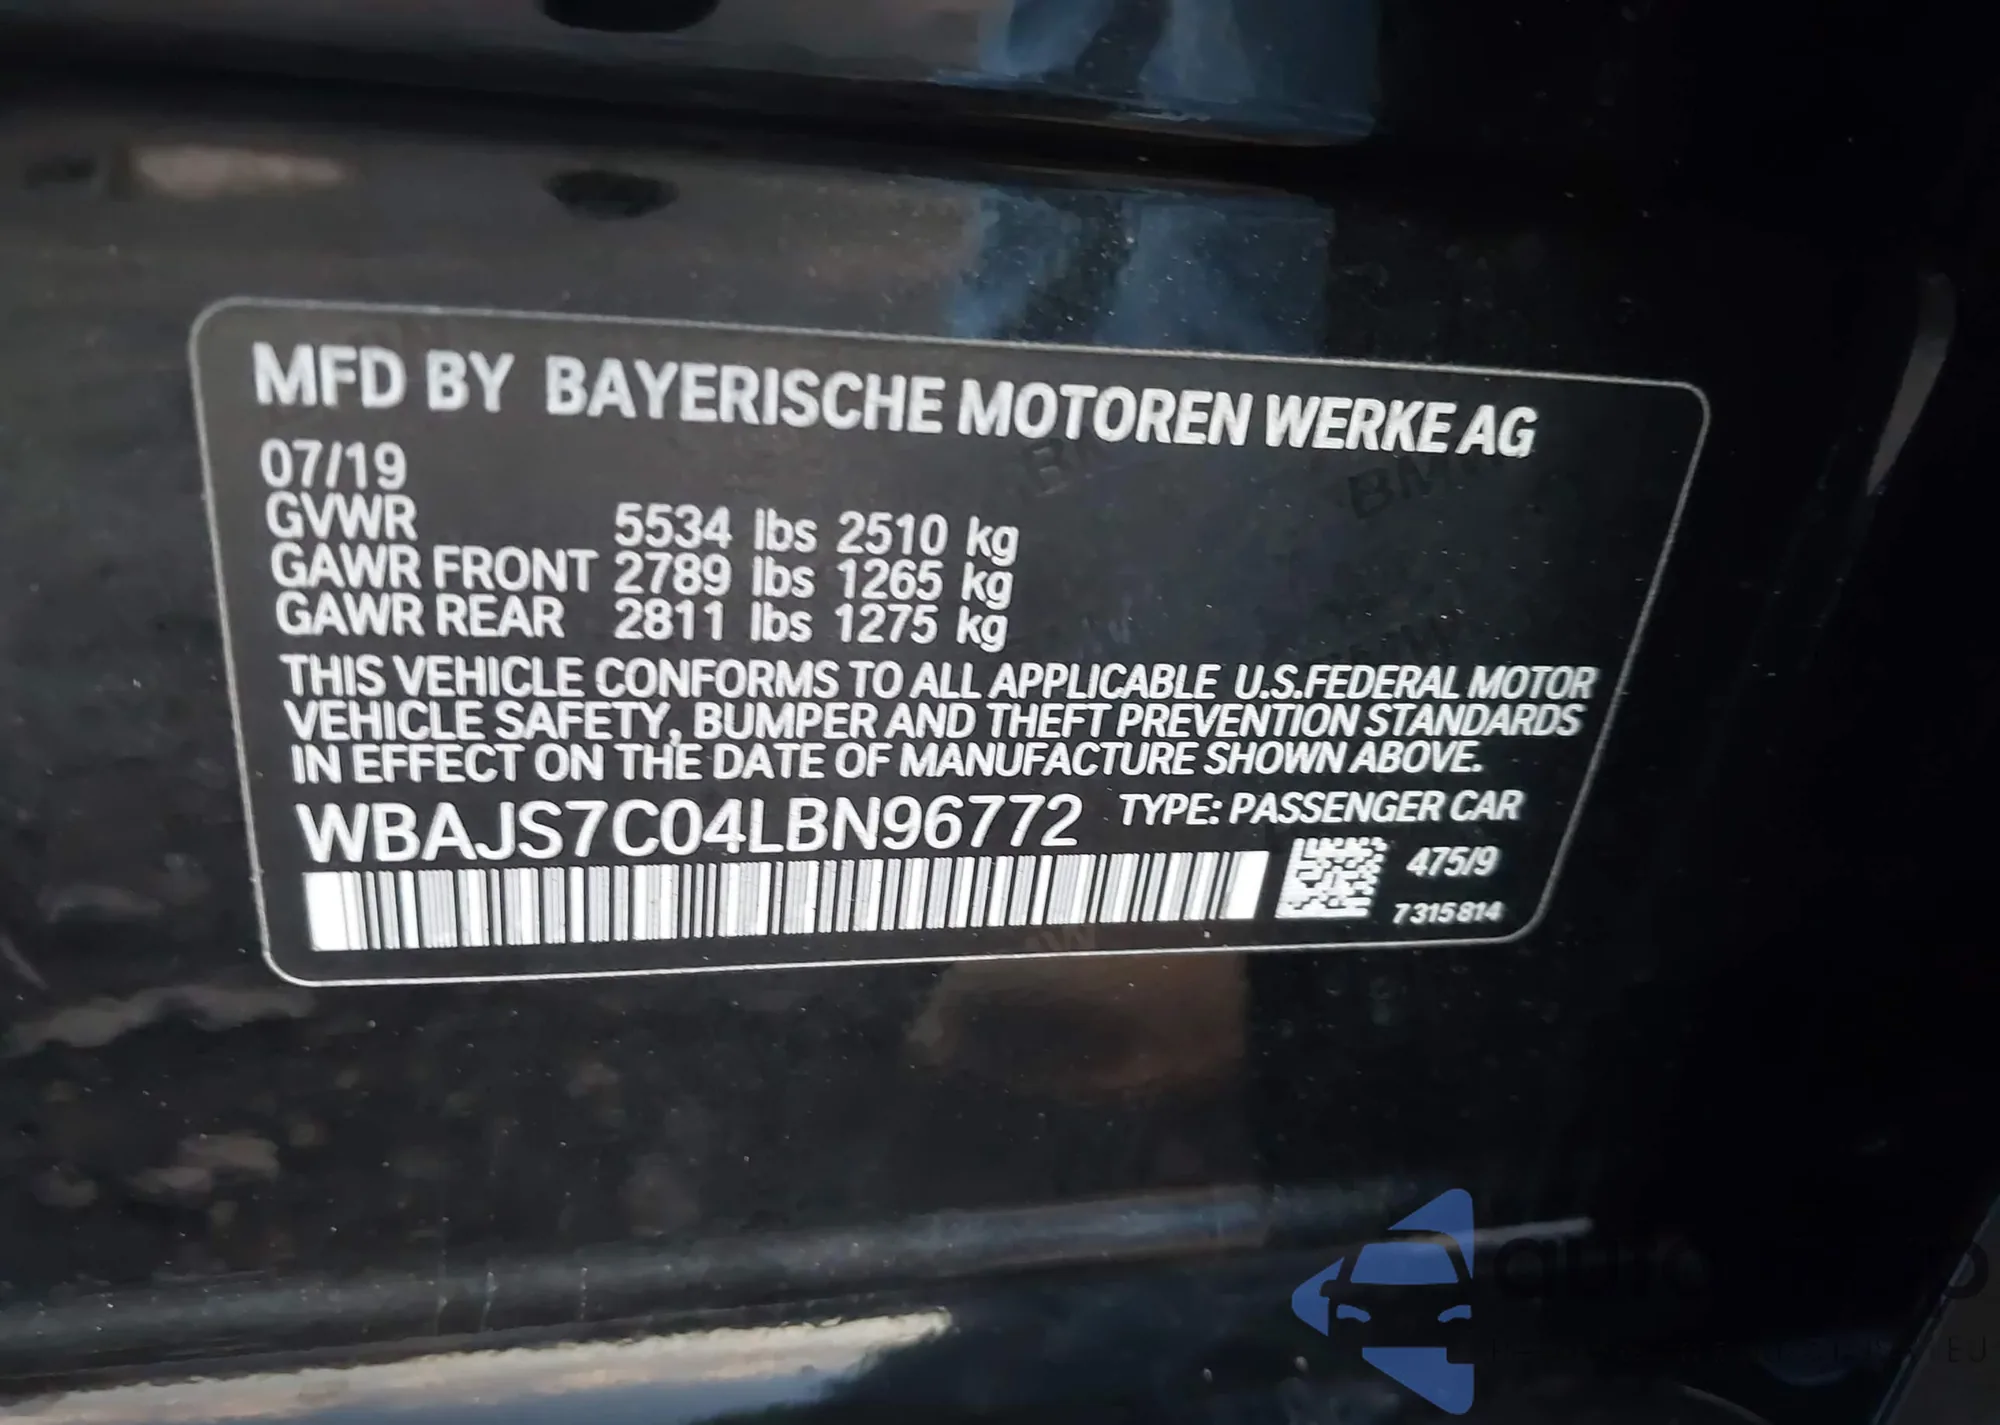 MFD BY BAYERISCHE MOTOREN WERKE AG
07/19
GVWR 5534 lbs 2510 kg
GAWR FRONT 2789 lbs 1265 kg
GAWR REAR 2811 lbs 1275 kg
THIS VEHICLE CONFORMS TO ALL APPLICABLE U.S.FEDERAL MOTOR
VEHICLE SAFETY, BUMPER AND THEFT PREVENTION STANDARDS
IN EFFECT ON THE DATE OF MANUFACTURE SHOWN ABOVE.
WBAJS7C04LBN96772 TYPE: PASSENGER CAR
475/9
7315814